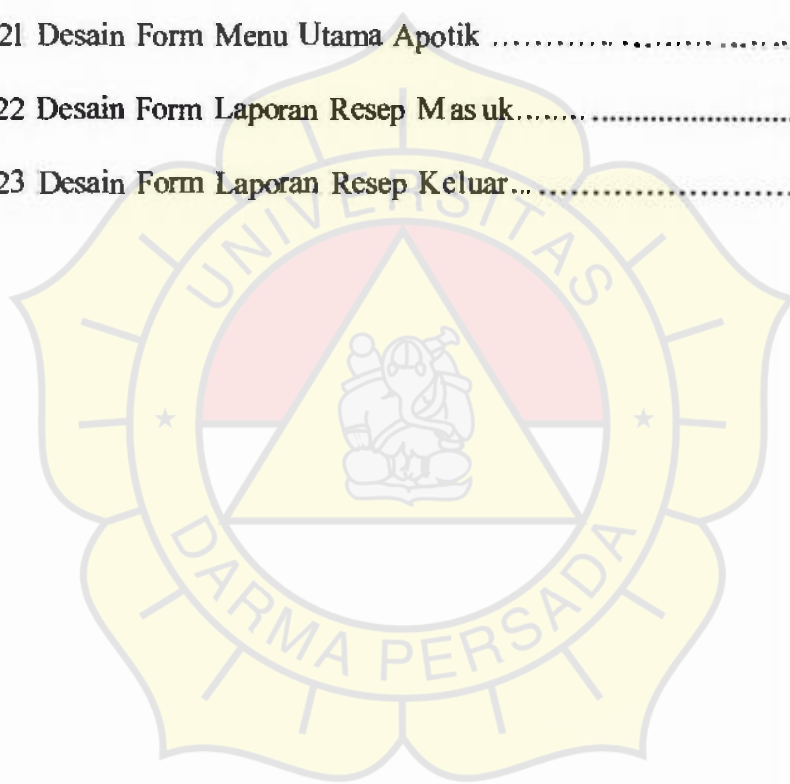 21 Desain Form Menu Utama Apotik ........................
22 Desain Form Laporan Resep Masuk........................
23 Desain Form Laporan Resep Keluar........................
UNIVERSITAS
DARMA PERSADA